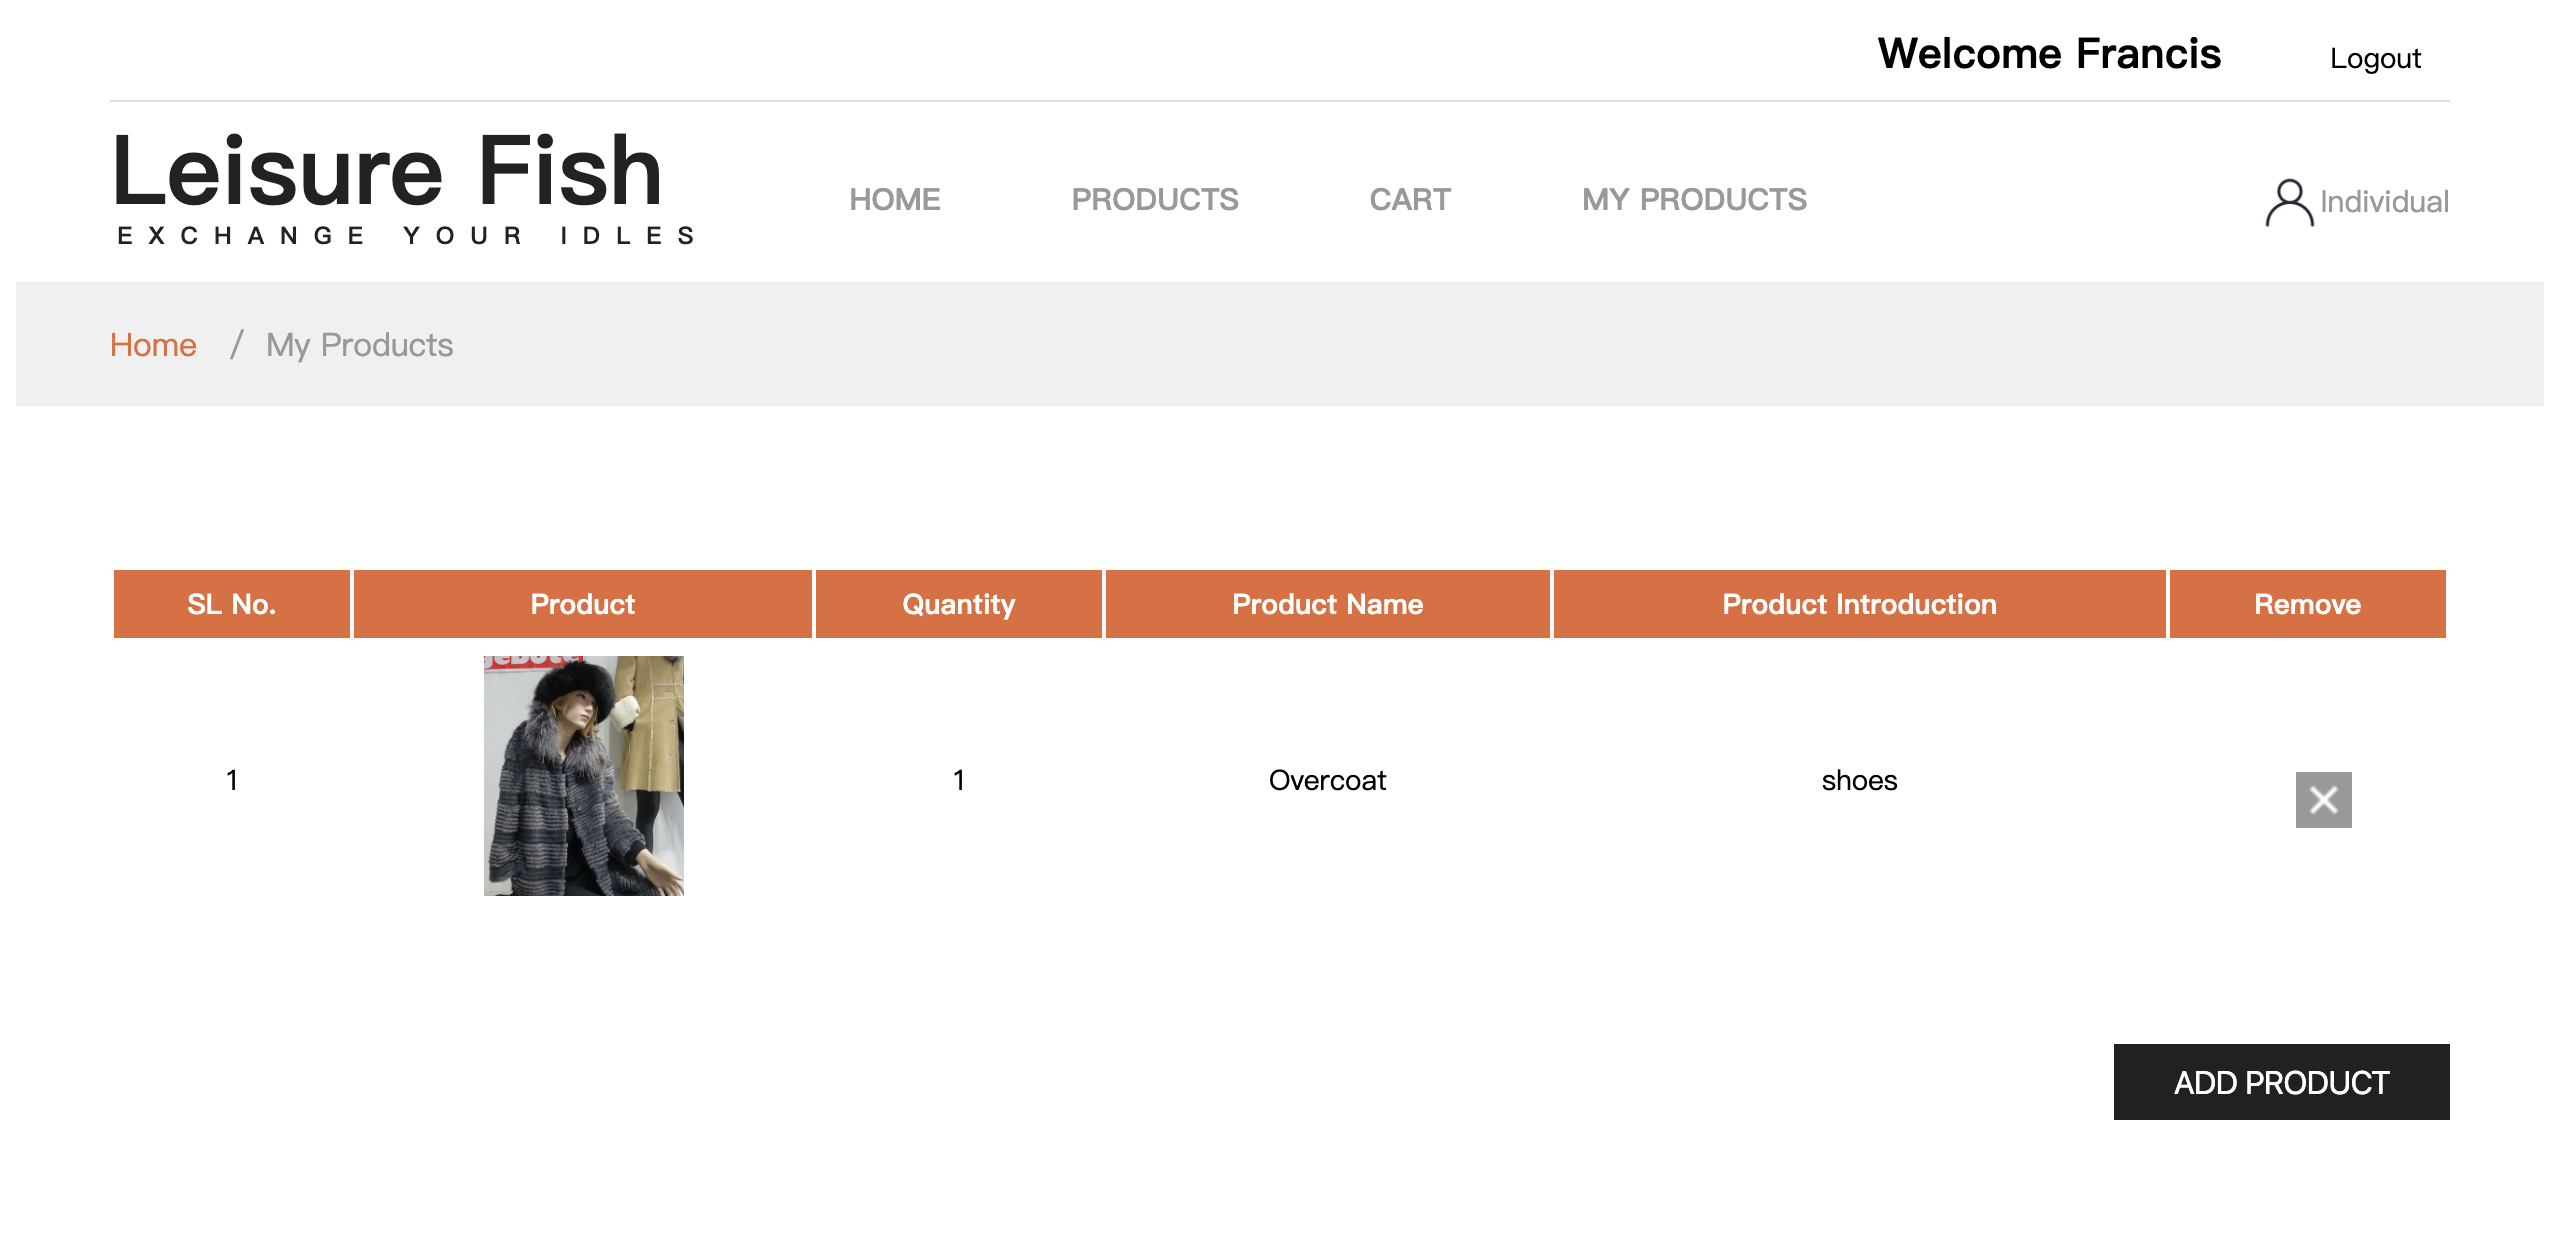 Welcome Francis Logout
Leisure Fish
EXCHANGE YOUR IDLES
HOME PRODUCTS CART MY PRODUCTS Individual
Home / My Products
SL No. Product Quantity Product Name Product Introduction Remove
1 1 Overcoat shoes
ADD PRODUCT